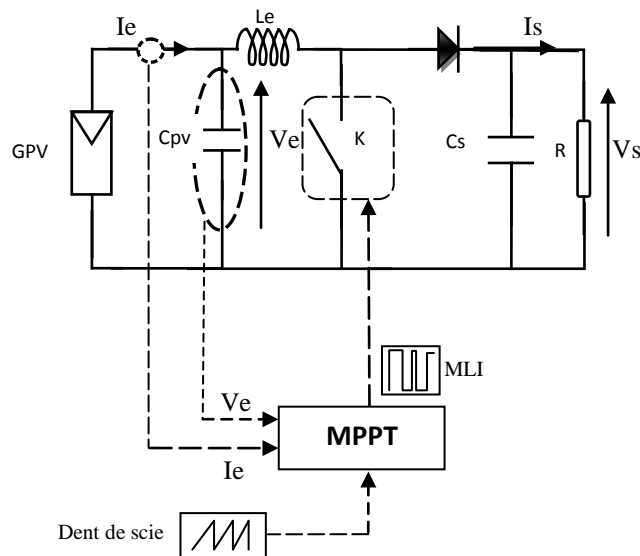 Ie
Le
Is
GPV
Cpv
Ve
K
Cs
R
Vs
MLI
Ve
MPPT
Ie
Dent de scie